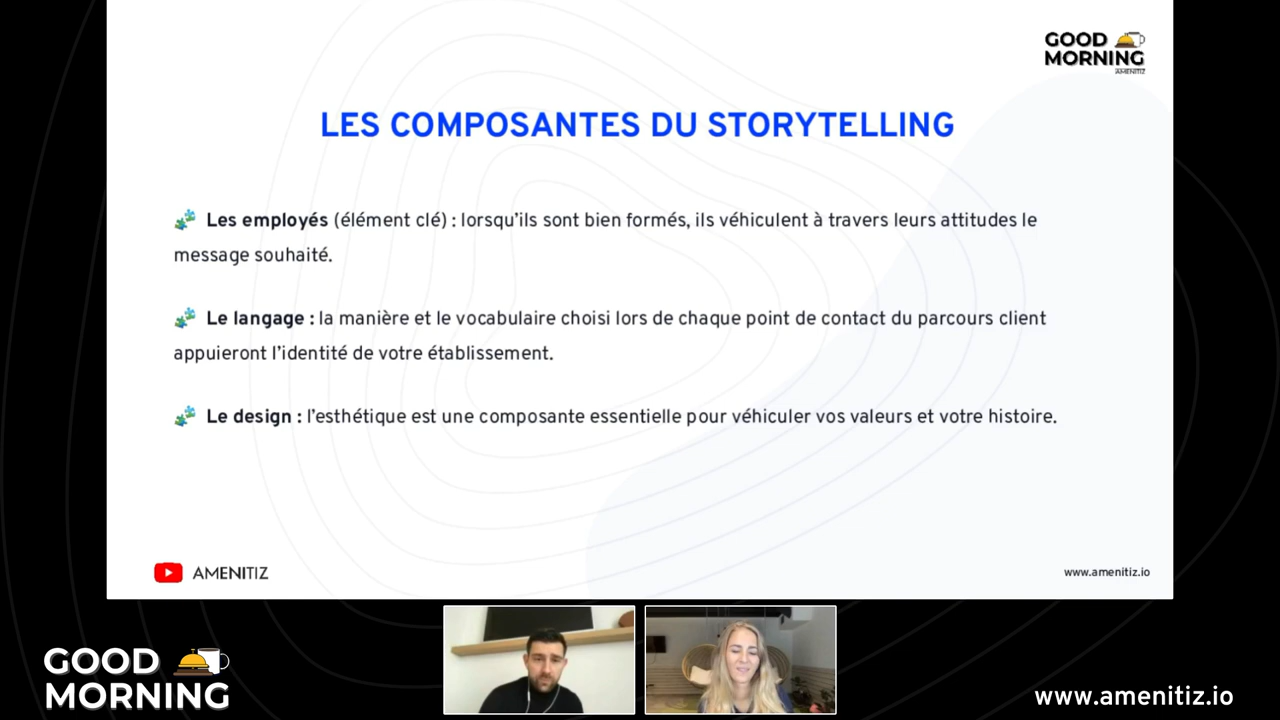 GOOD
MORNING
AMENITIZ
LES COMPOSANTES DU STORYTELLING
Les employés (élément clé) : lorsqu'ils sont bien formés, ils véhiculent à travers leurs attitudes le
message souhaité.
Le langage : la manière et le vocabulaire choisi lors de chaque point de contact du parcours client
appuieront l'identité de votre établissement.
Le design : l'esthétique est une composante essentielle pour véhiculer vos valeurs et votre histoire.
AMENITIZ
www.amenitiz.io
GOOD
MORNING
www.amenitiz.io